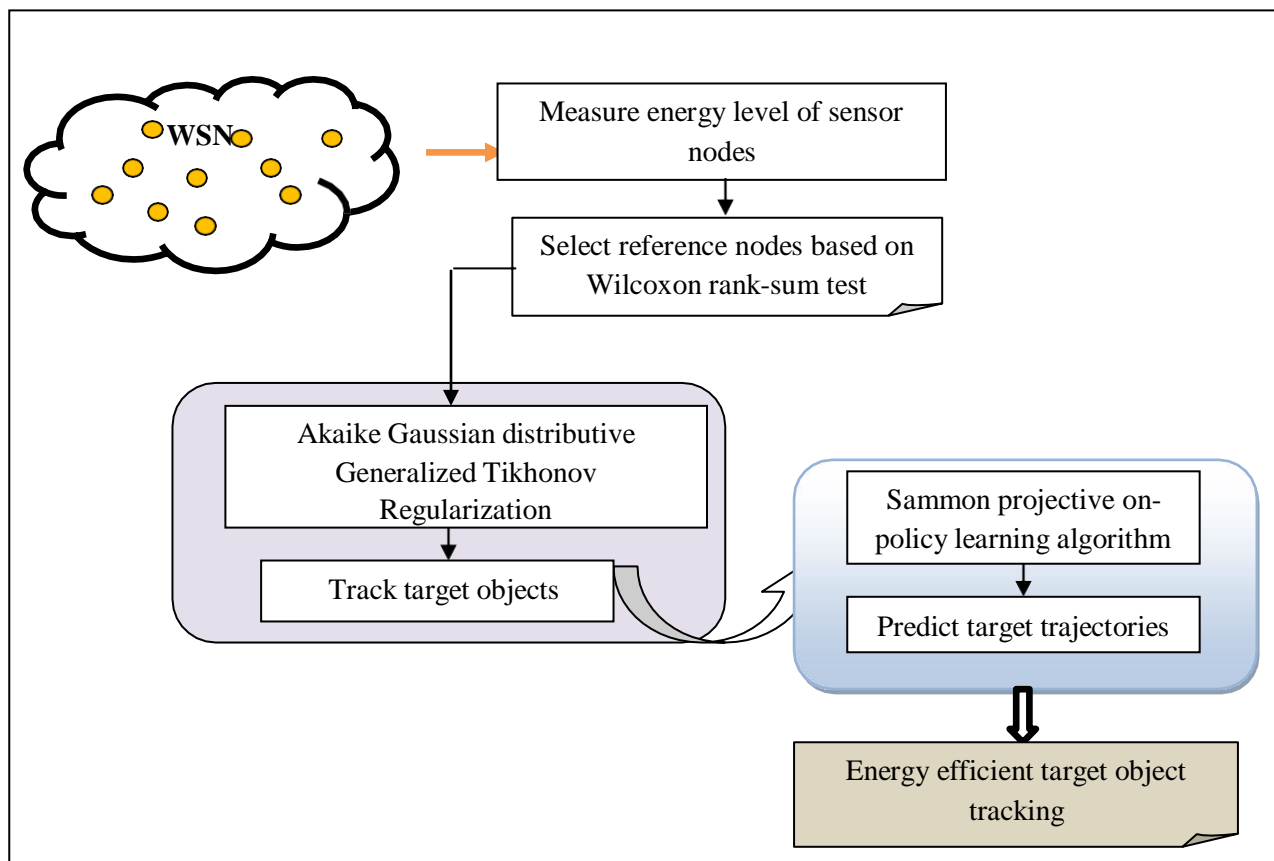 WSN
Measure energy level of sensor
nodes
Select reference nodes based on
Wilcoxon rank-sum test
Akaike Gaussian distributive
Generalized Tikhonov
Regularization
Track target objects
Sammon projective on-
policy learning algorithm
Predict target trajectories
Energy efficient target object
tracking